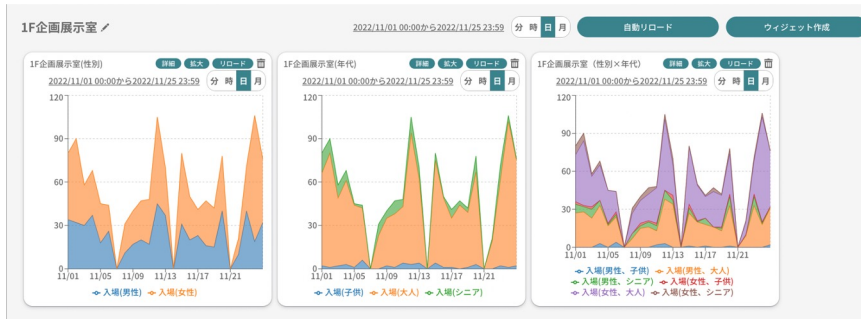 1F企画展示室
2022/11/01 00:00から2022/11/25 23:59 分 時 日 月 自動リロード ウィジェット作成
1F企画展示室(性別) 詳細 拡大 リロード
2022/11/01 00:00から2022/11/25 23:59 分 時 日 月
120
90
60
30
0
11/01 11/05 11/09 11/13 11/17 11/21
入場(男性) 入場(女性)
1F企画展示室(年代) 詳細 拡大 リロード
2022/11/01 00:00から2022/11/25 23:59 分 時 日 月
120
90
60
30
0
11/01 11/05 11/09 11/13 11/17 11/21
入場(子供) 入場(大人) 入場(シニア)
1F企画展示室（性別×年代） 詳細 拡大 リロード
2022/11/01 00:00から2022/11/25 23:59 分 時 日 月
120
90
60
30
0
11/01 11/05 11/09 11/13 11/17 11/21
入場(男性、子供) 入場(男性、大人)
入場(男性、シニア) 入場(女性、子供)
入場(女性、大人) 入場(女性、シニア)